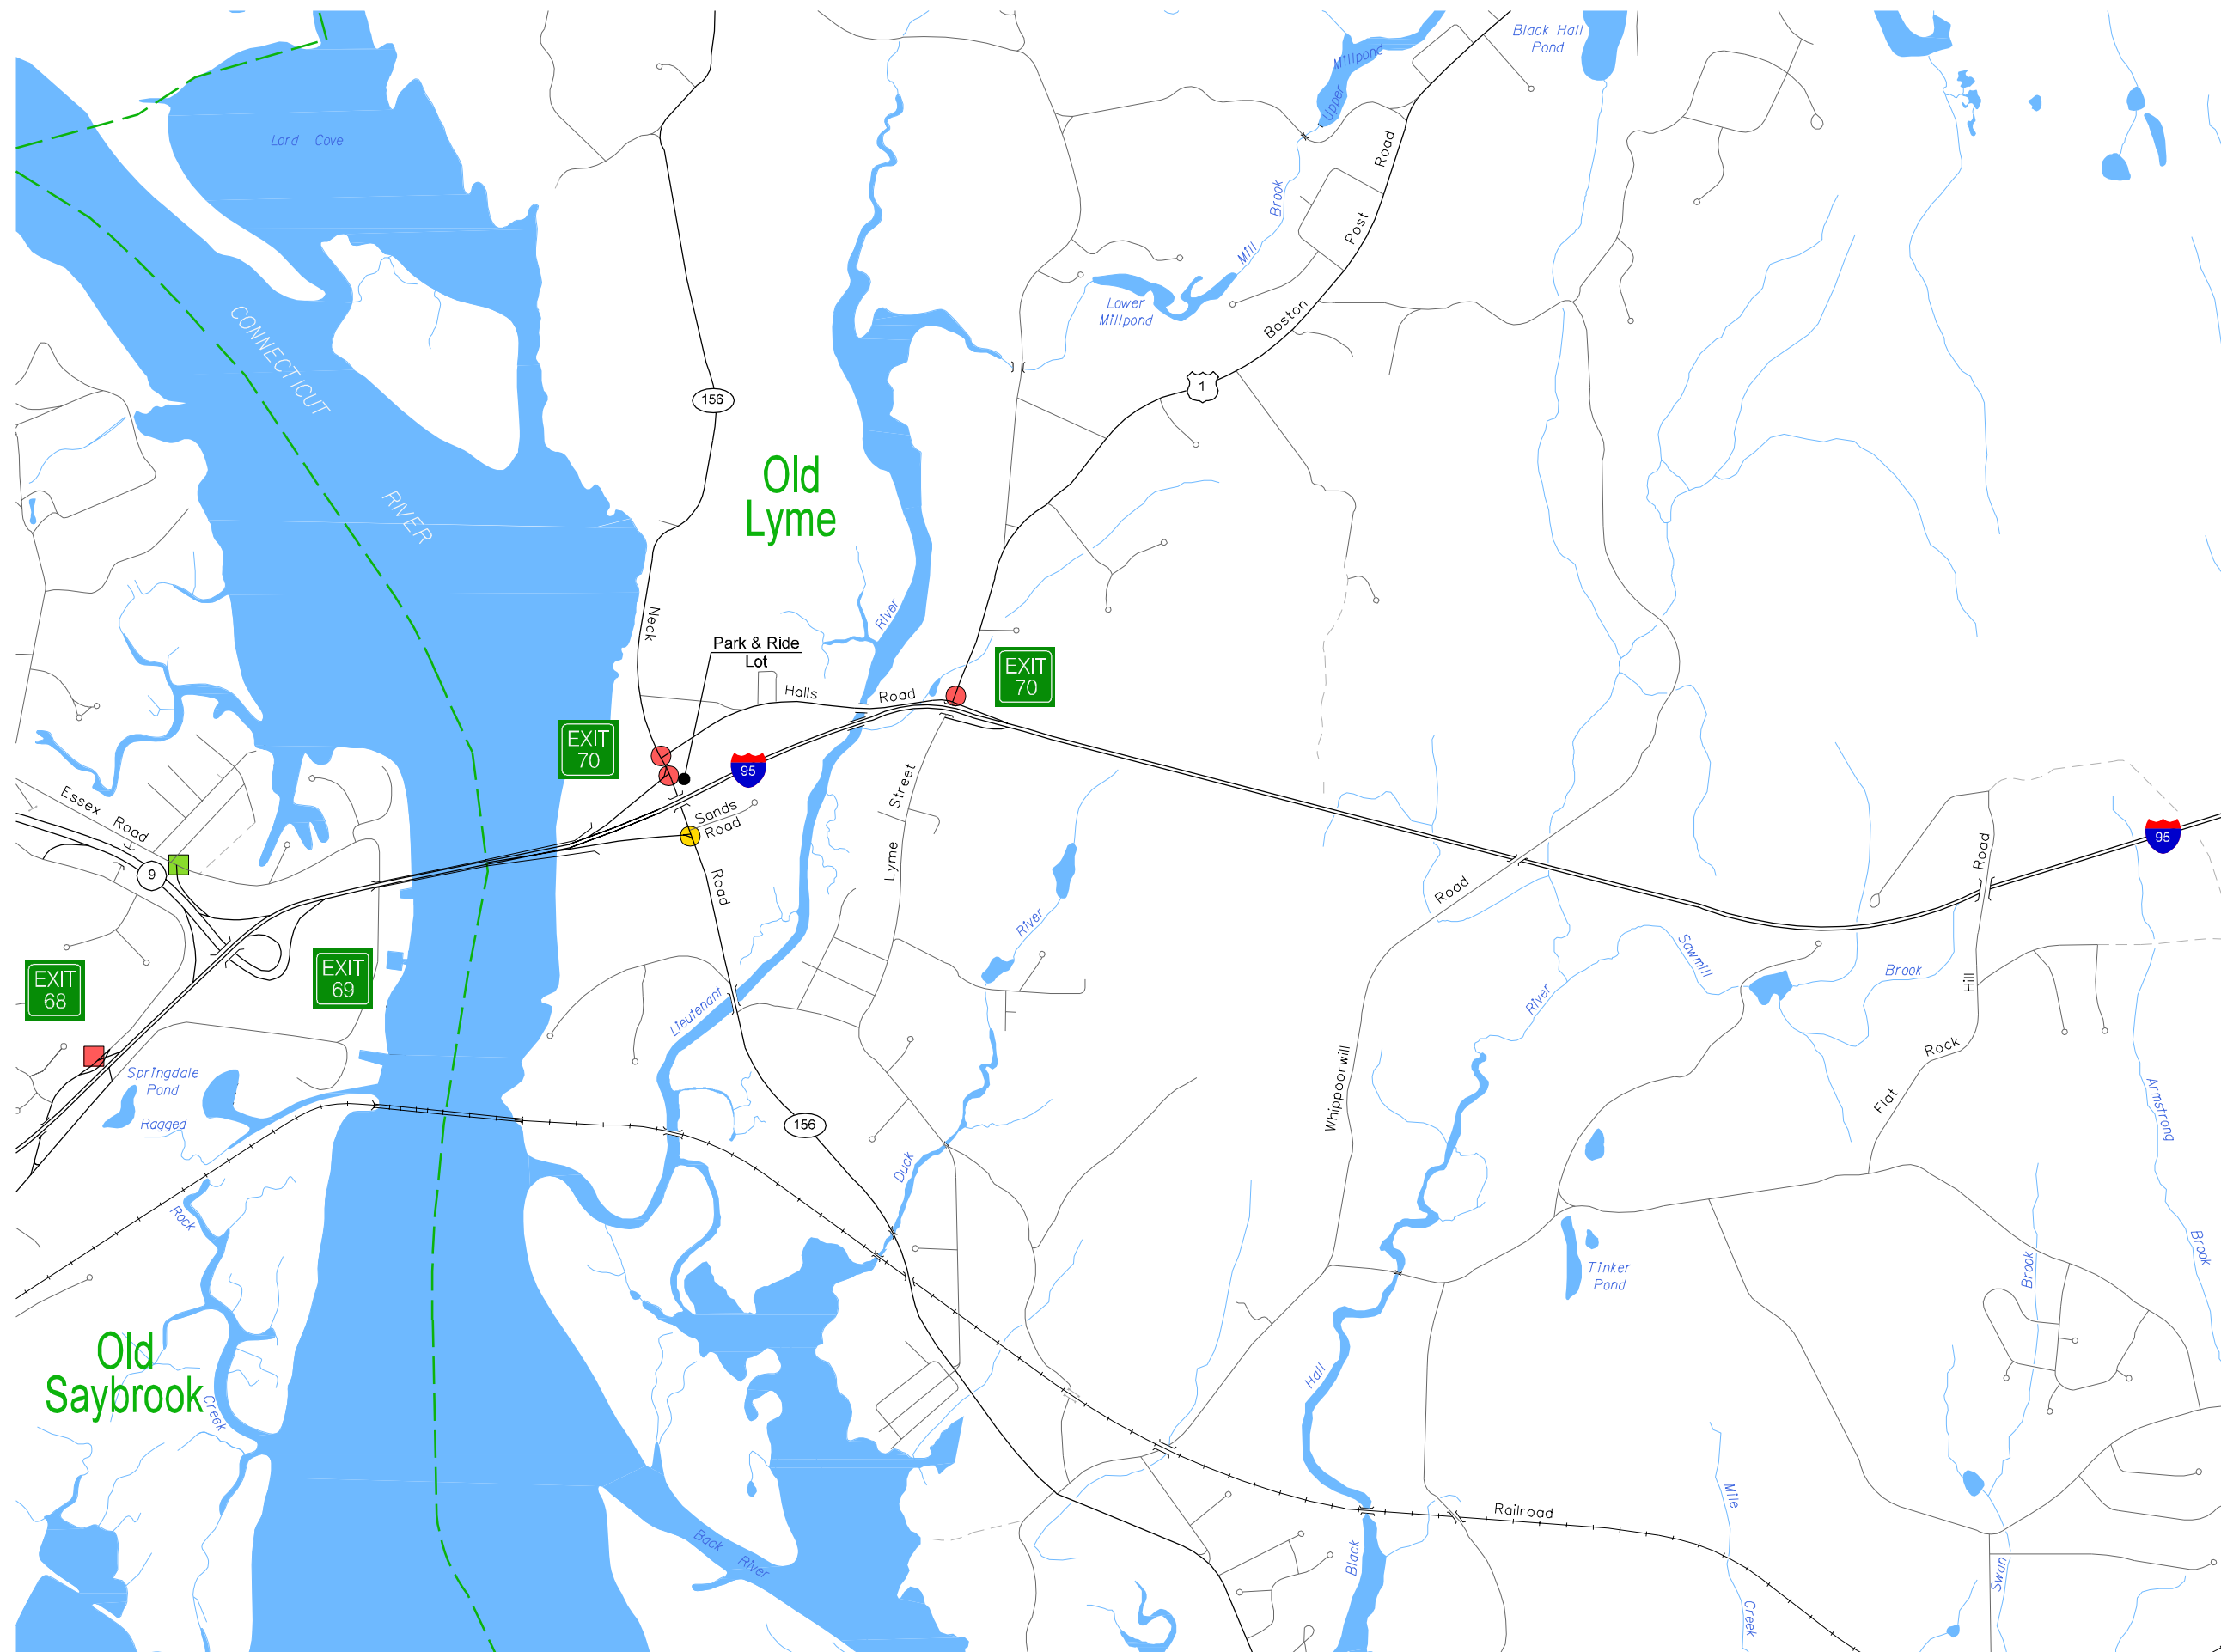 Black Hall
Pond
Upper Millpond
Lord Cove
Road
Brook
Post
Mill
Lower
Millpond
Boston
CONNECTICUT
1
156
Old
Lyme
RIVER
Neck
River
Park & Ride
Lot
EXIT
70
Halls
Road
EXIT
70
95
Street
Sands
Road
Essex Road
95
Road
9
Lyme
Road
Road
River
Sawmill
Brook
EXIT
69
EXIT
68
Hill
Lieutenant
River
Rock
Springdale
Pond
Whippoorwill
Flat
Ragged
156
Armstrong
Duck
Rock
Brook
Tinker
Pond
Brook
Old
Saybrook
Hall
Creek
Mile
Railroad
Back
River
Black
Swan
Creek